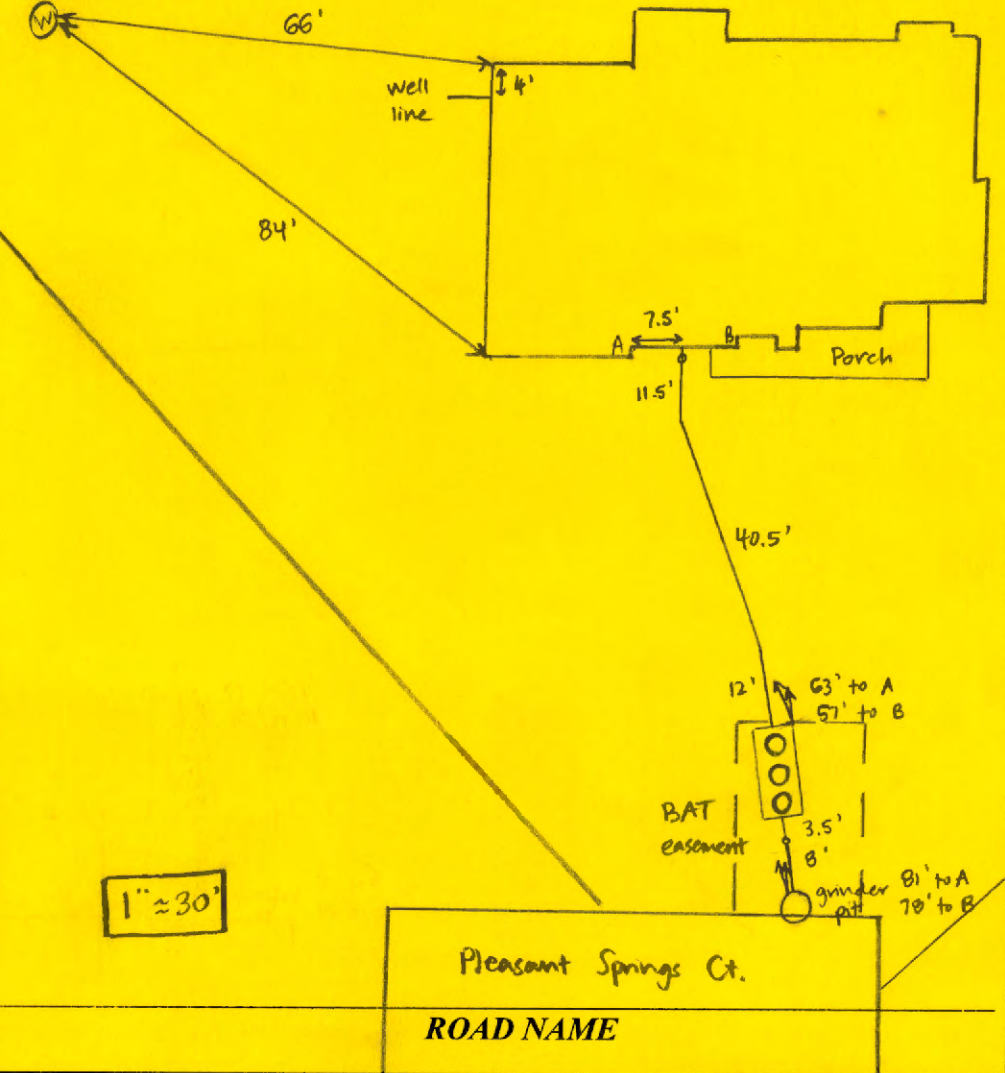 W
66'
well
line
4'
84'
7.5'
A
B
Porch
11.5'
40.5'
12'
63' to A
57' to B
BAT
easement
3.5'
8'
grinder
pit
81' to A
78' to B
1" ≈ 30'
Pleasant Springs Ct.
ROAD NAME